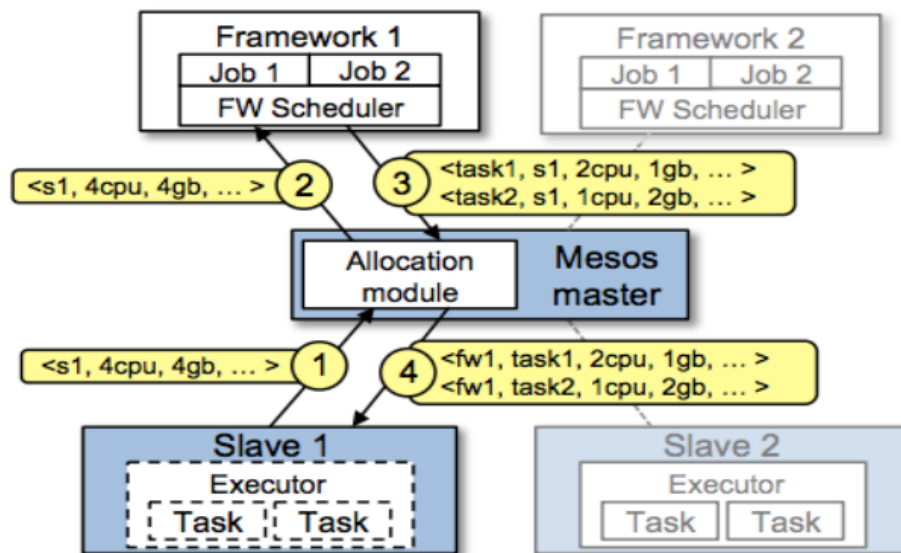 Framework 1
Job 1 Job 2
FW Scheduler
Framework 2
Job 1 Job 2
FW Scheduler
<s1, 4cpu, 4gb, ... >
2
3
<task1, s1, 2cpu, 1gb, ... >
<task2, s1, 1cpu, 2gb, ... >
Allocation
module
Mesos
master
<s1, 4cpu, 4gb, ... >
1
4
<fw1, task1, 2cpu, 1gb, ... >
<fw1, task2, 1cpu, 2gb, ... >
Slave 1
Executor
Task Task
Slave 2
Executor
Task Task